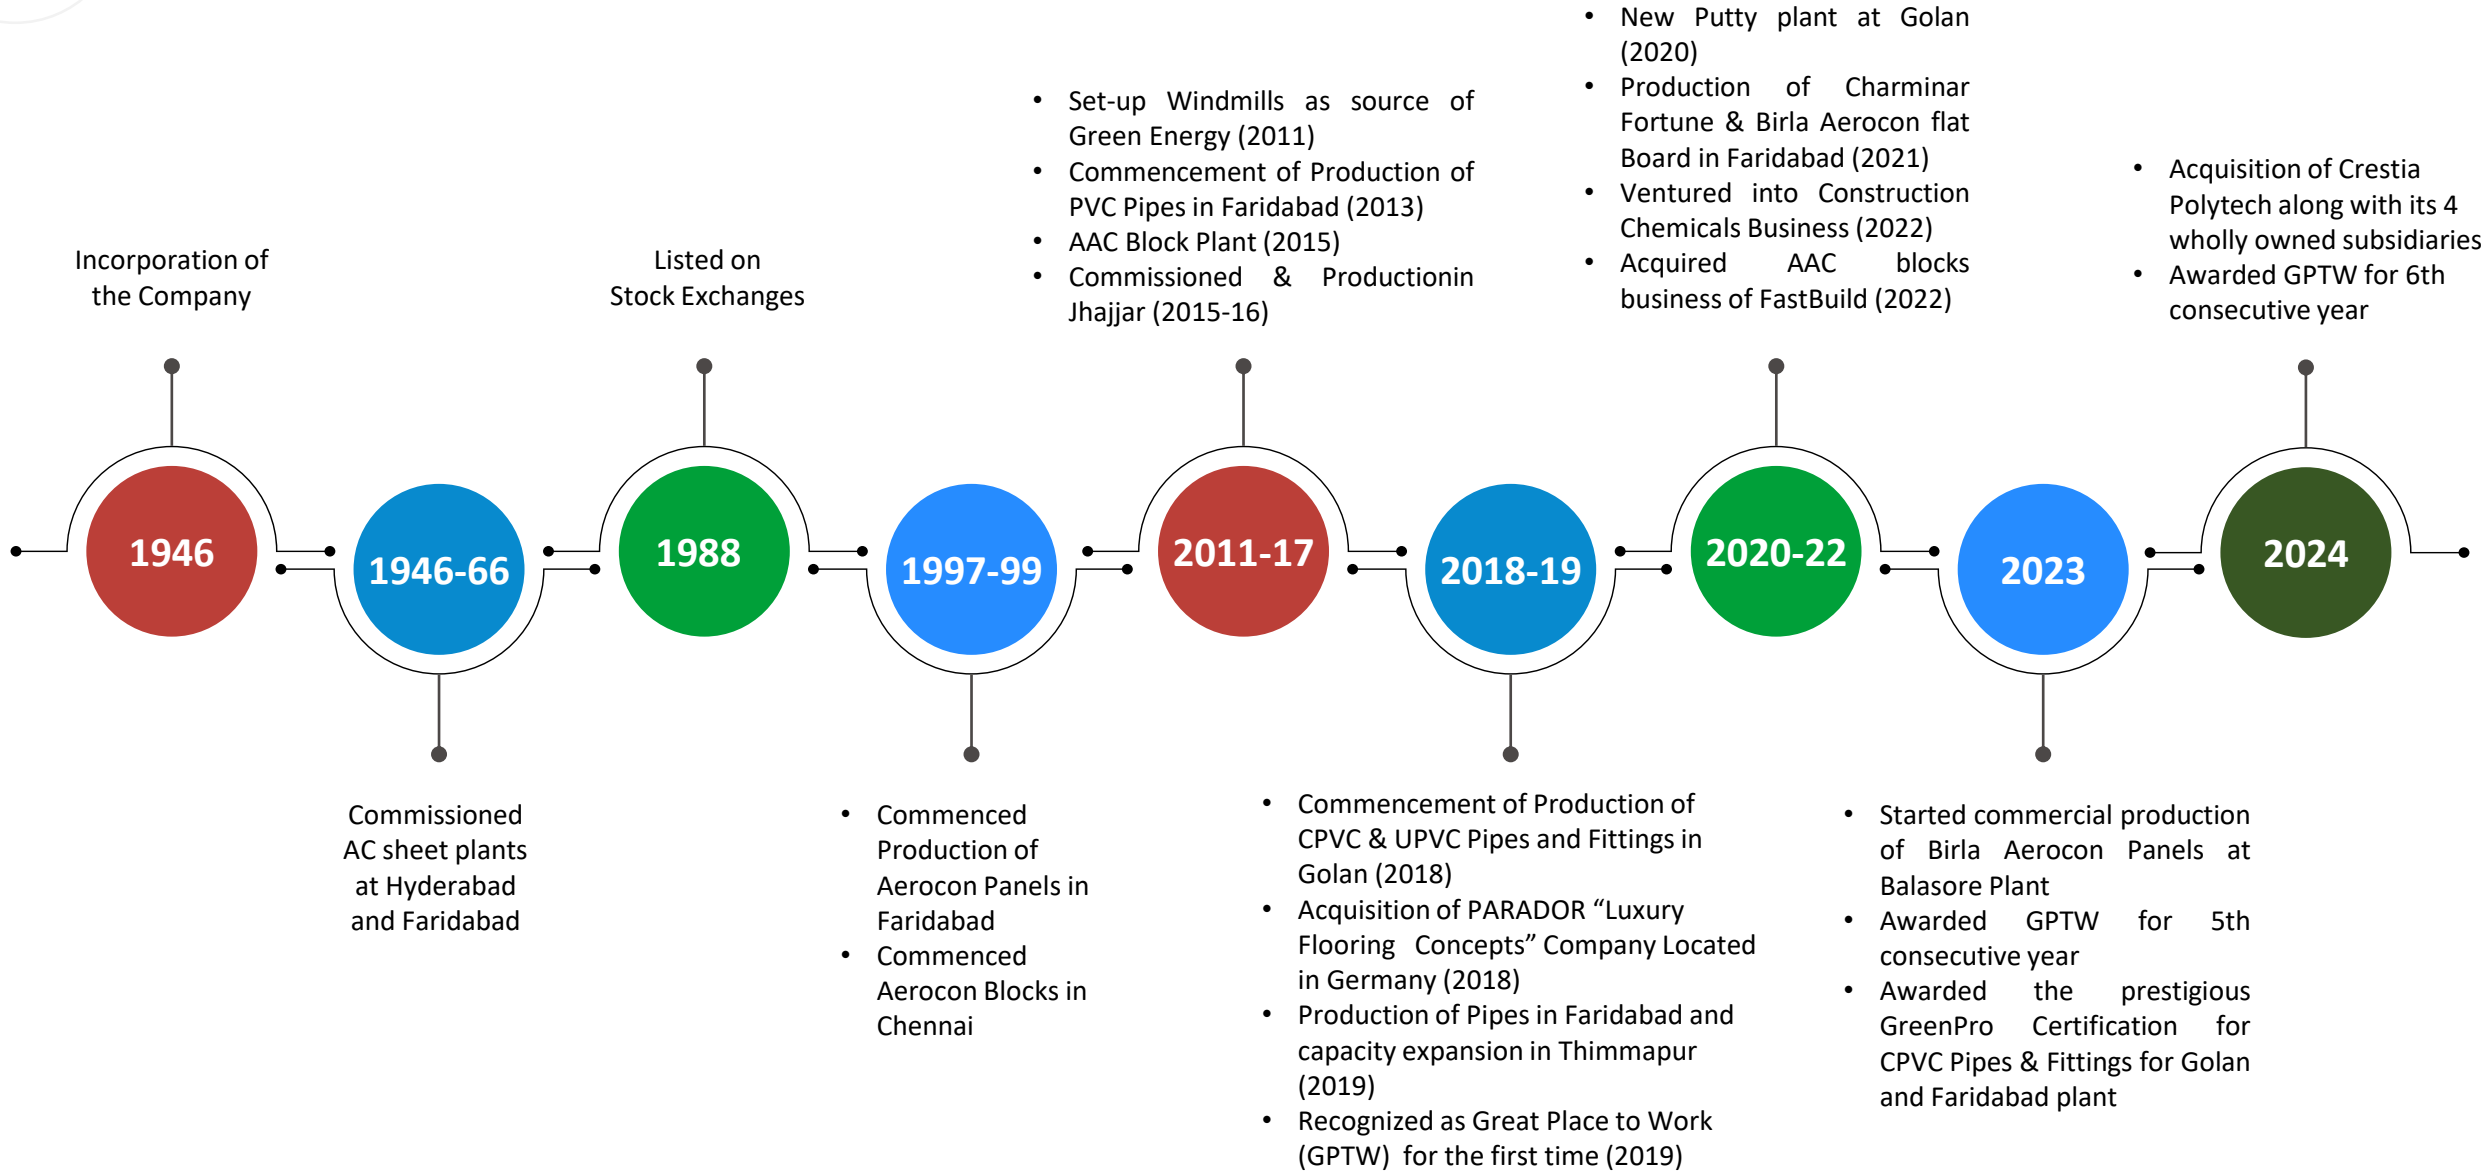 Incorporation of
the Company
1946
1946-66
Commissioned
AC sheet plants
at Hyderabad
and Faridabad
Listed on
Stock Exchanges
1988
1997-99
• Commenced
Production of
Aerocon Panels in
Faridabad
• Commenced
Aerocon Blocks in
Chennai
• Set-up Windmills as source of
Green Energy (2011)
• Commencement of Production of
PVC Pipes in Faridabad (2013)
• AAC Block Plant (2015)
• Commissioned & Productionin
Jhajjar (2015-16)
2011-17
2018-19
• Commencement of Production of
CPVC & UPVC Pipes and Fittings in
Golan (2018)
• Acquisition of PARADOR “Luxury
Flooring Concepts” Company Located
in Germany (2018)
• Production of Pipes in Faridabad and
capacity expansion in Thimmapur
(2019)
• Recognized as Great Place to Work
(GPTW) for the first time (2019)
• New Putty plant at Golan
(2020)
• Production of Charminar
Fortune & Birla Aerocon flat
Board in Faridabad (2021)
• Ventured into Construction
Chemicals Business (2022)
• Acquired AAC blocks
business of FastBuild (2022)
2020-22
2023
• Started commercial production
of Birla Aerocon Panels at
Balasore Plant
• Awarded GPTW for 5th
consecutive year
• Awarded the prestigious
GreenPro Certification for
CPVC Pipes & Fittings for Golan
and Faridabad plant
• Acquisition of Crestia
Polytech along with its 4
wholly owned subsidiaries
• Awarded GPTW for 6th
consecutive year
2024